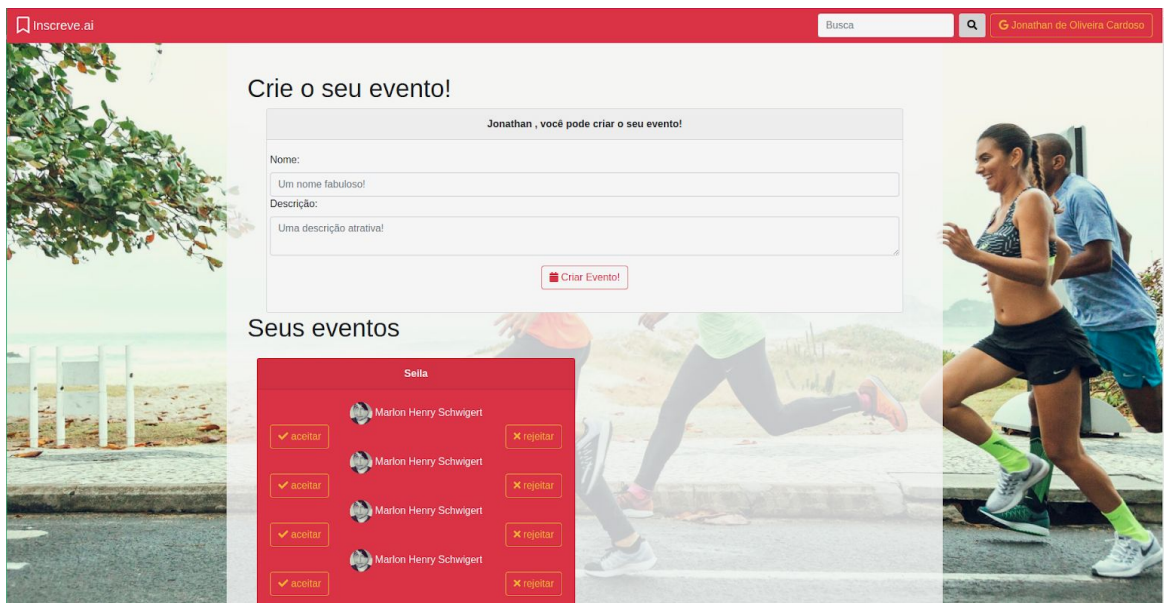 Inscreve.ai
Busca
G Jonathan de Oliveira Cardoso
Crie o seu evento!
Jonathan , você pode criar o seu evento!
Nome:
Um nome fabuloso!
Descrição:
Uma descrição atrativa!
Criar Evento!
Seus eventos
Seila
Marlon Henry Schwigert
aceitar
rejeitar
Marlon Henry Schwigert
aceitar
rejeitar
Marlon Henry Schwigert
aceitar
rejeitar
Marlon Henry Schwigert
aceitar
rejeitar